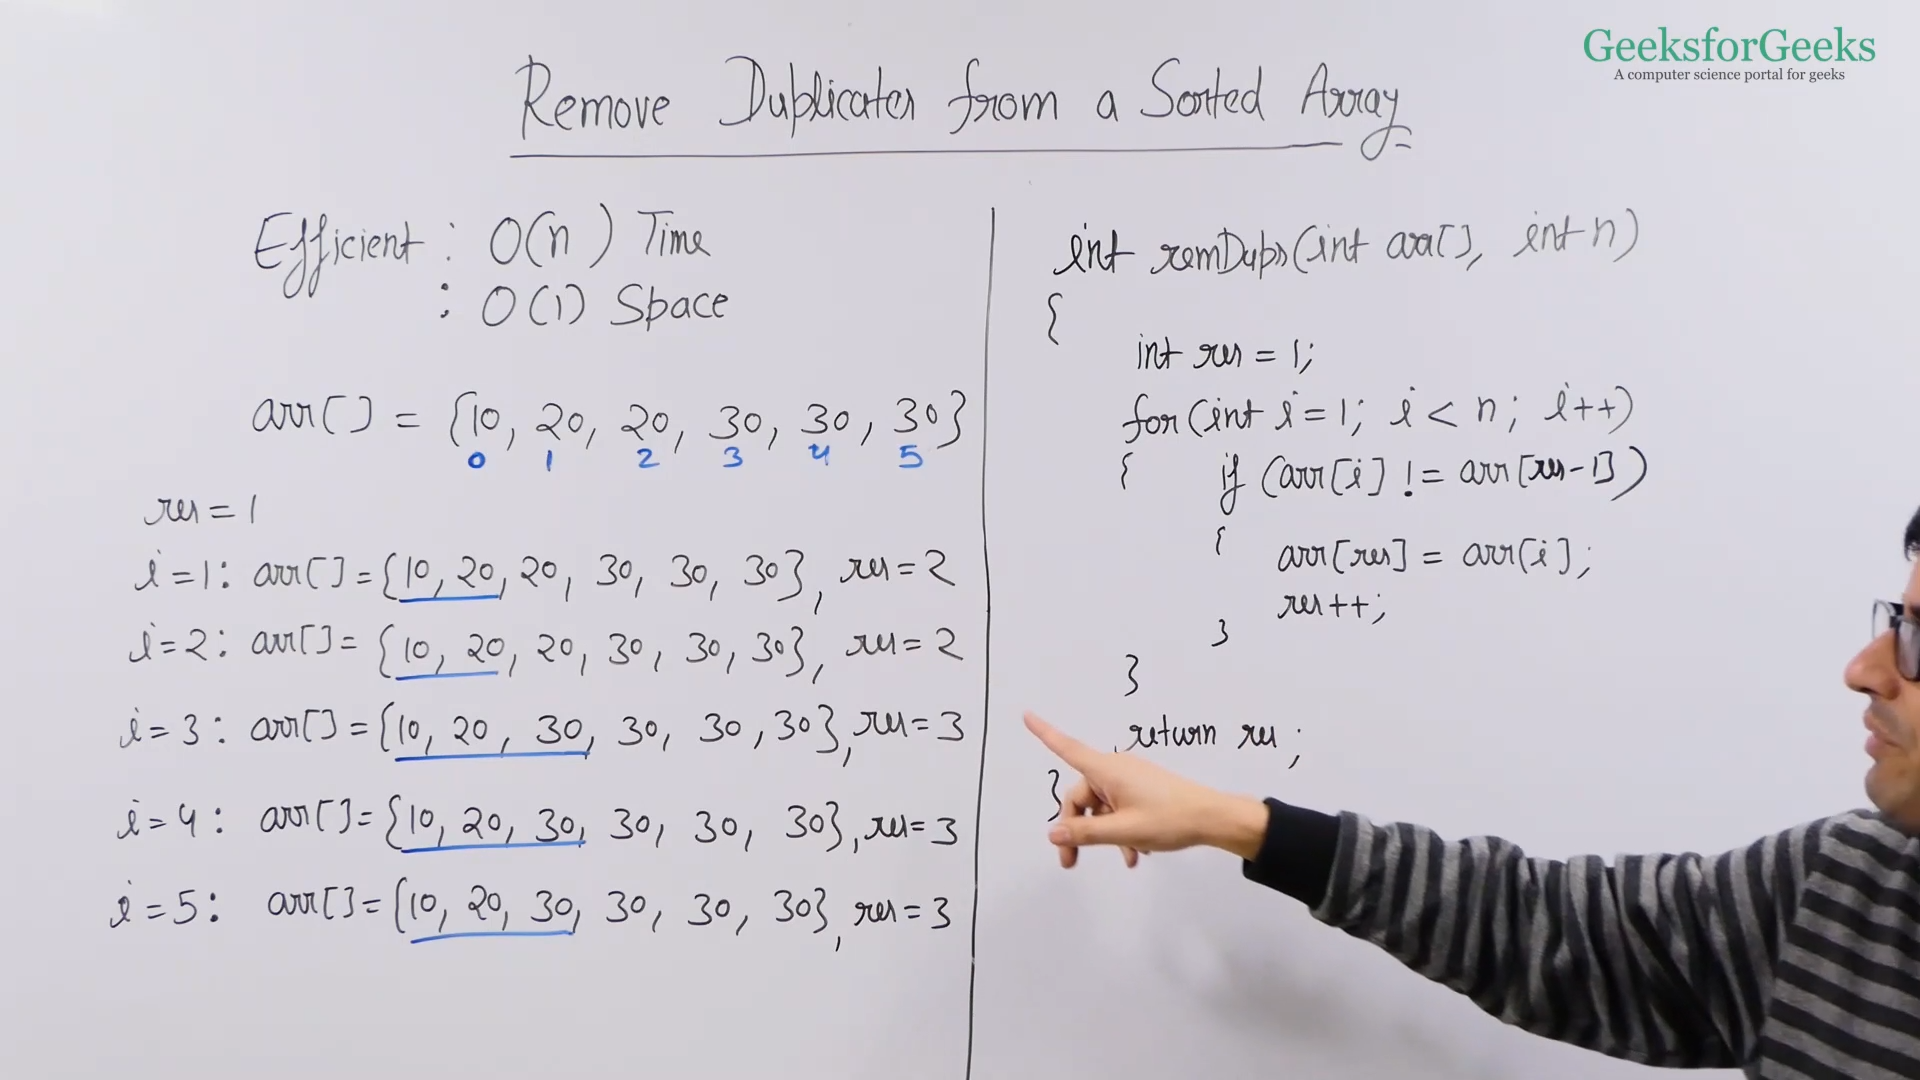 GeeksforGeeks
A computer science portal for geeks
Remove Duplicates from a Sorted Array
Efficient : O(n) Time
: O(1) Space
arr[] = {10, 20, 20, 30, 30, 30}
0 1 2 3 4 5
res = 1
i=1: arr[] = {10, 20, 20, 30, 30, 30}, res = 2
i=2: arr[] = {10, 20, 20, 30, 30, 30}, res = 2
i=3: arr[] = {10, 20, 30, 30, 30, 30}, res = 3
i=4: arr[] = {10, 20, 30, 30, 30, 30}, res = 3
i=5: arr[] = {10, 20, 30, 30, 30, 30}, res = 3
int remDups(int arr[], int n)
{
int res = 1;
for(int i=1; i < n; i++)
{ if (arr[i] != arr[res-1])
{ arr[res] = arr[i];
res++;
}
}
return res;
}